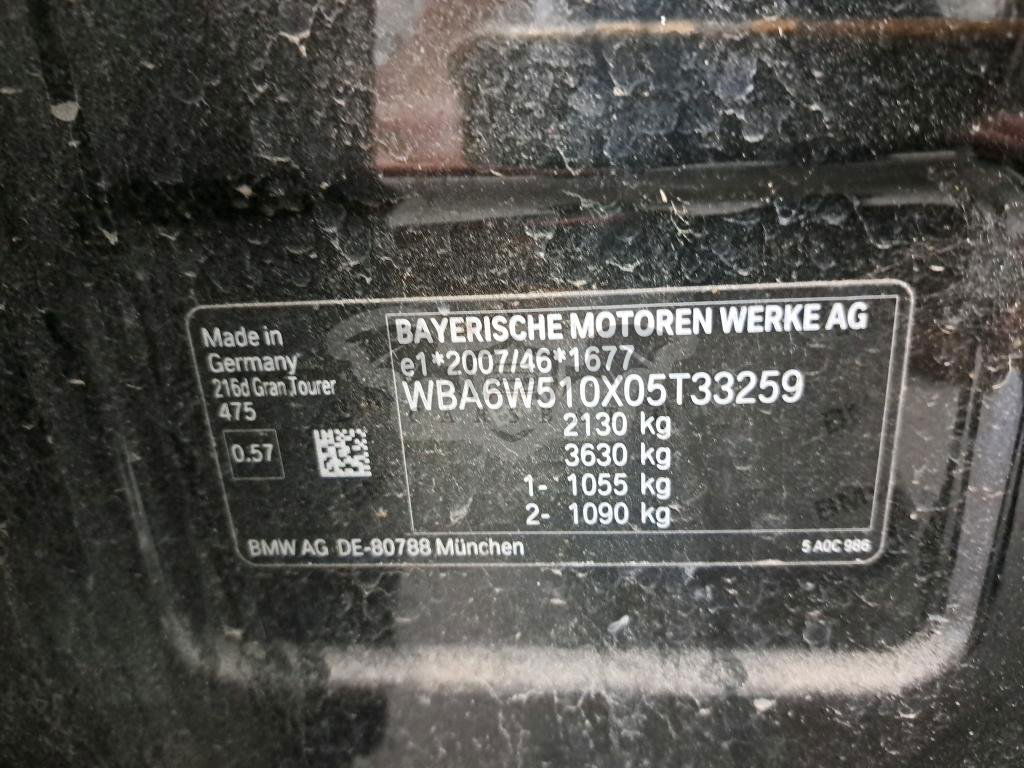 Made in
Germany
216d Gran Tourer
475
0.57
BAYERISCHE MOTOREN WERKE AG
e1*2007/46*1677
WBA6W510X05T33259
2130 kg
3630 kg
1- 1055 kg
2- 1090 kg
BMW AG DE-80788 München
5 A0C 986